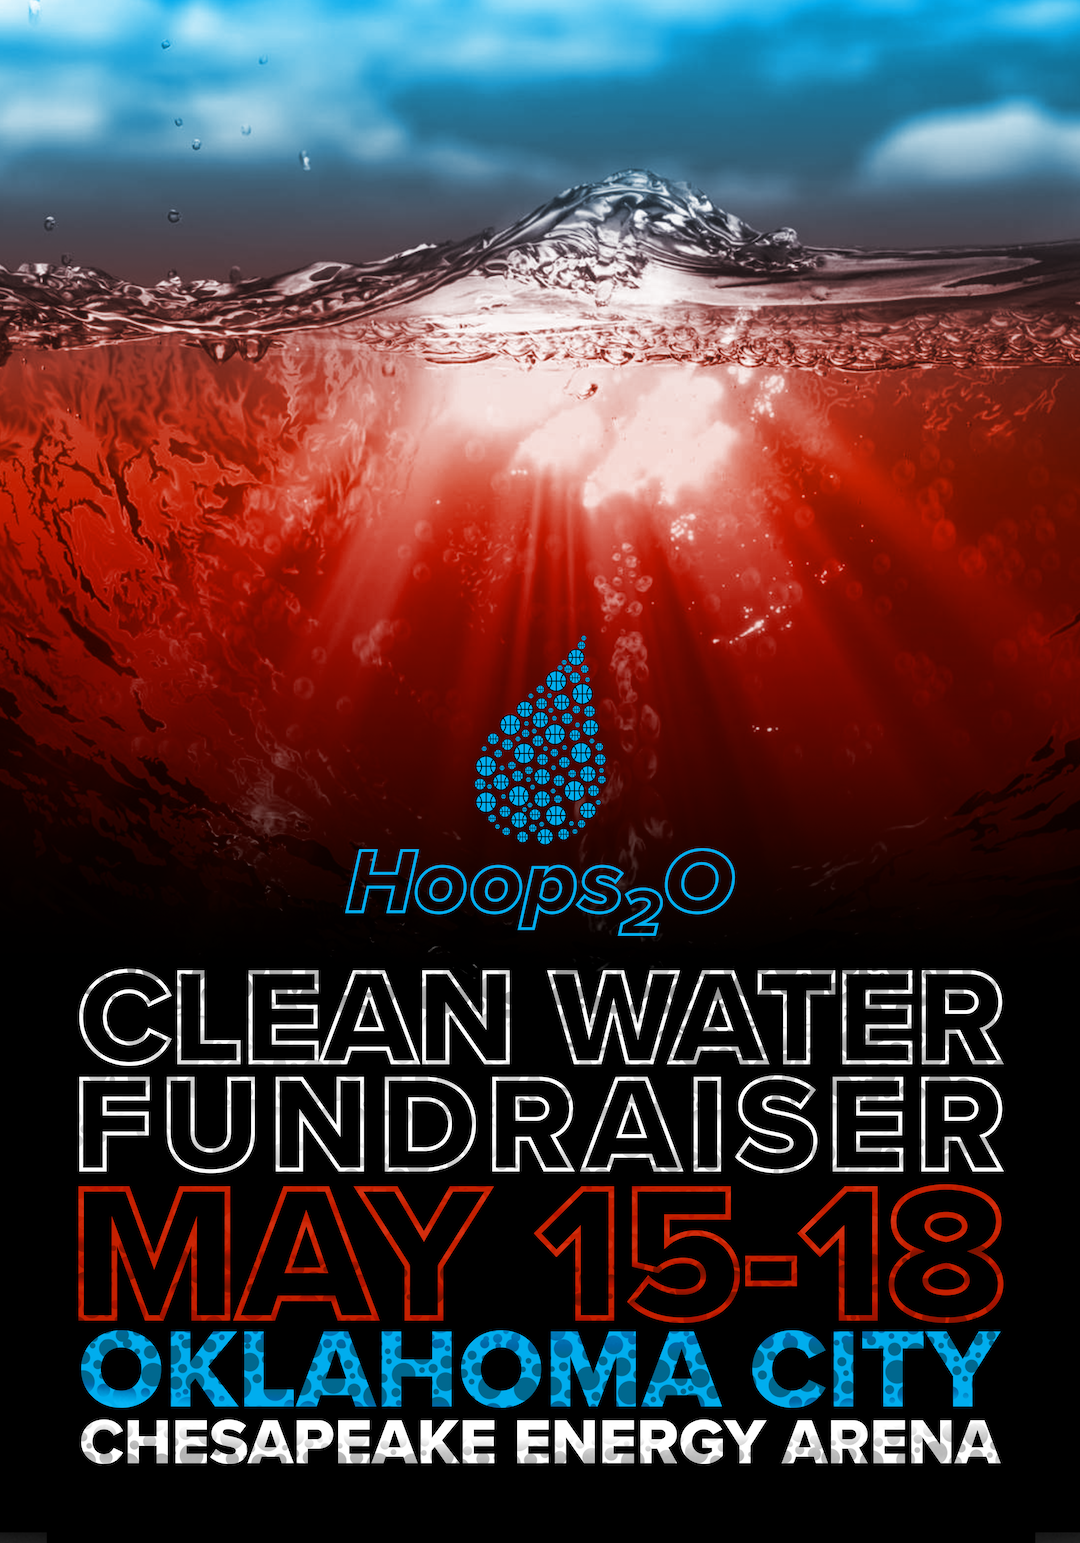 Hoops₂O
CLEAN WATER
FUNDRAISER
MAY 15-18
OKLAHOMA CITY
CHESAPEAKE ENERGY ARENA